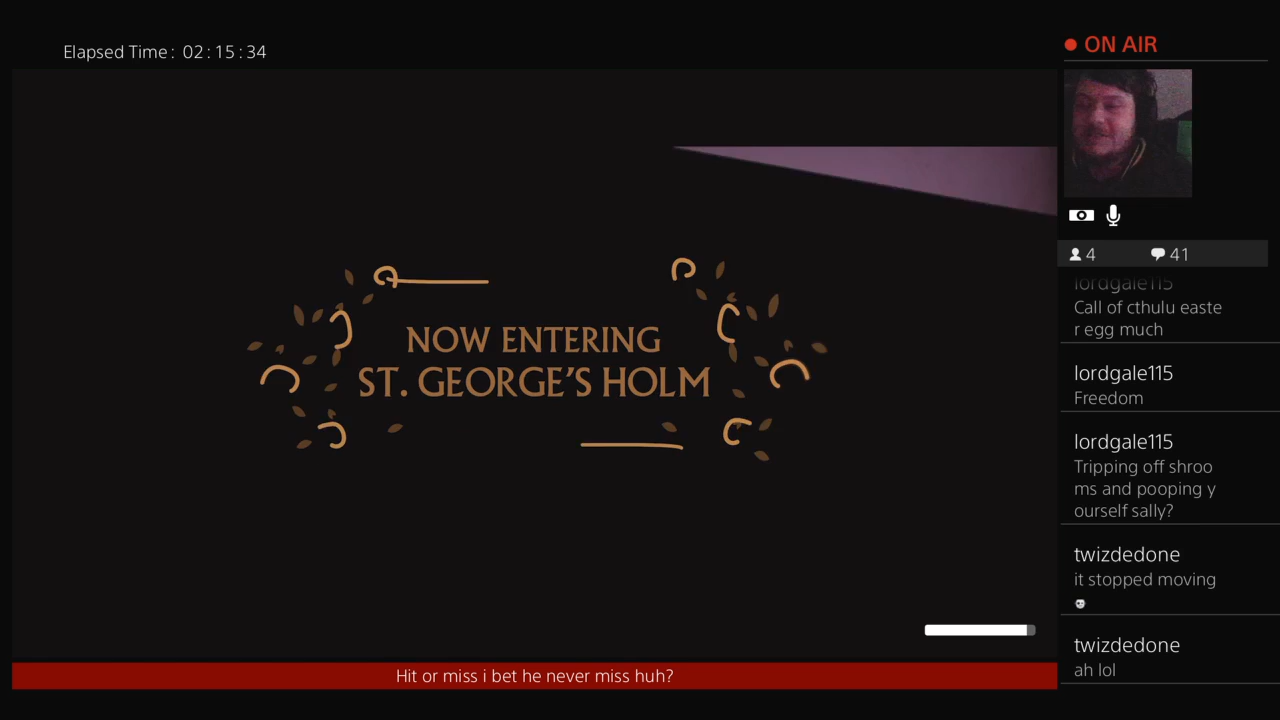 Elapsed Time: 02:15:34
ON AIR
4 41
NOW ENTERING
ST. GEORGE'S HOLM
lordgale115
Call of cthulu easte
r egg much
lordgale115
Freedom
lordgale115
Tripping off shroo
ms and pooping y
ourself sally?
twizdedone
it stopped moving
twizdedone
ah lol
Hit or miss i bet he never miss huh?